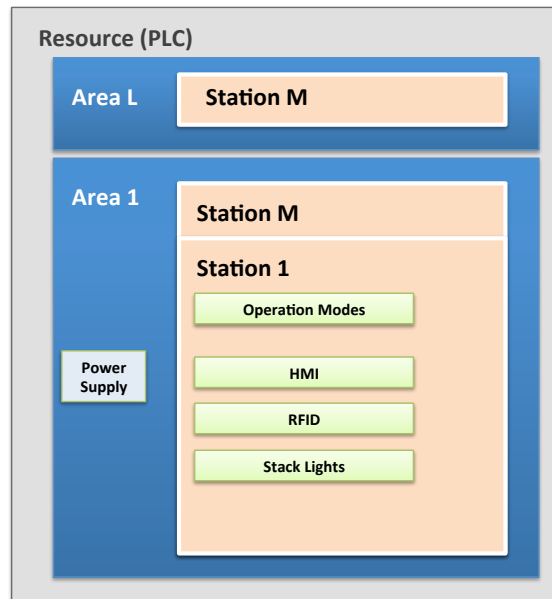 Resource (PLC)
Area L
Station M
Area 1
Station M
Station 1
Operation Modes
Power
Supply
HMI
RFID
Stack Lights